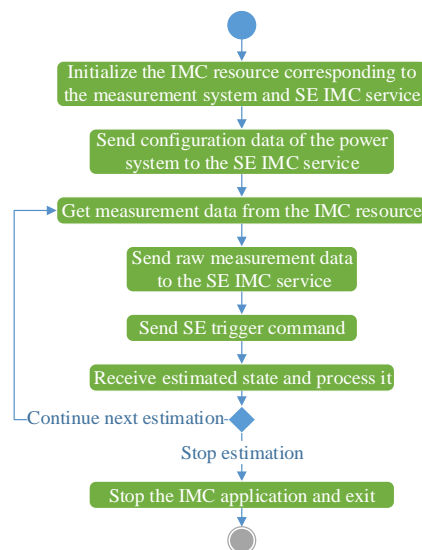 Initialize the IMC resource corresponding to
the measurement system and SE IMC service
Send configuration data of the power
system to the SE IMC service
Get measurement data from the IMC resource
Send raw measurement data
to the SE IMC service
Send SE trigger command
Receive estimated state and process it
Continue next estimation
Stop estimation
Stop the IMC application and exit